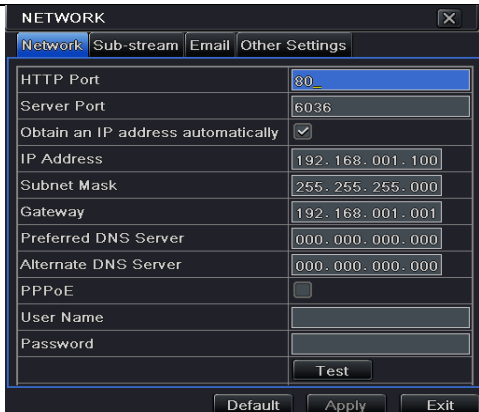 NETWORK
Network Sub-stream Email Other Settings
HTTP Port 80_
Server Port 6036
Obtain an IP address automatically
IP Address 192.168.001.100
Subnet Mask 255.255.255.000
Gateway 192.168.001.001
Preferred DNS Server 000.000.000.000
Alternate DNS Server 000.000.000.000
PPPoE
User Name
Password
Test
Default Apply Exit